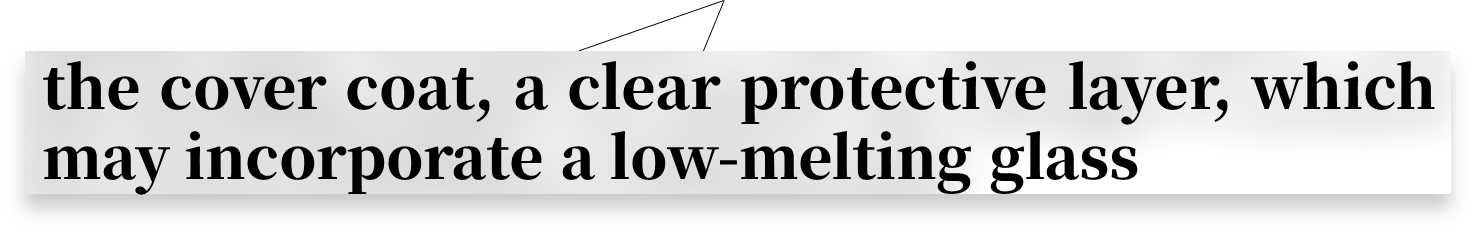 the cover coat, a clear protective layer, which
may incorporate a low-melting glass